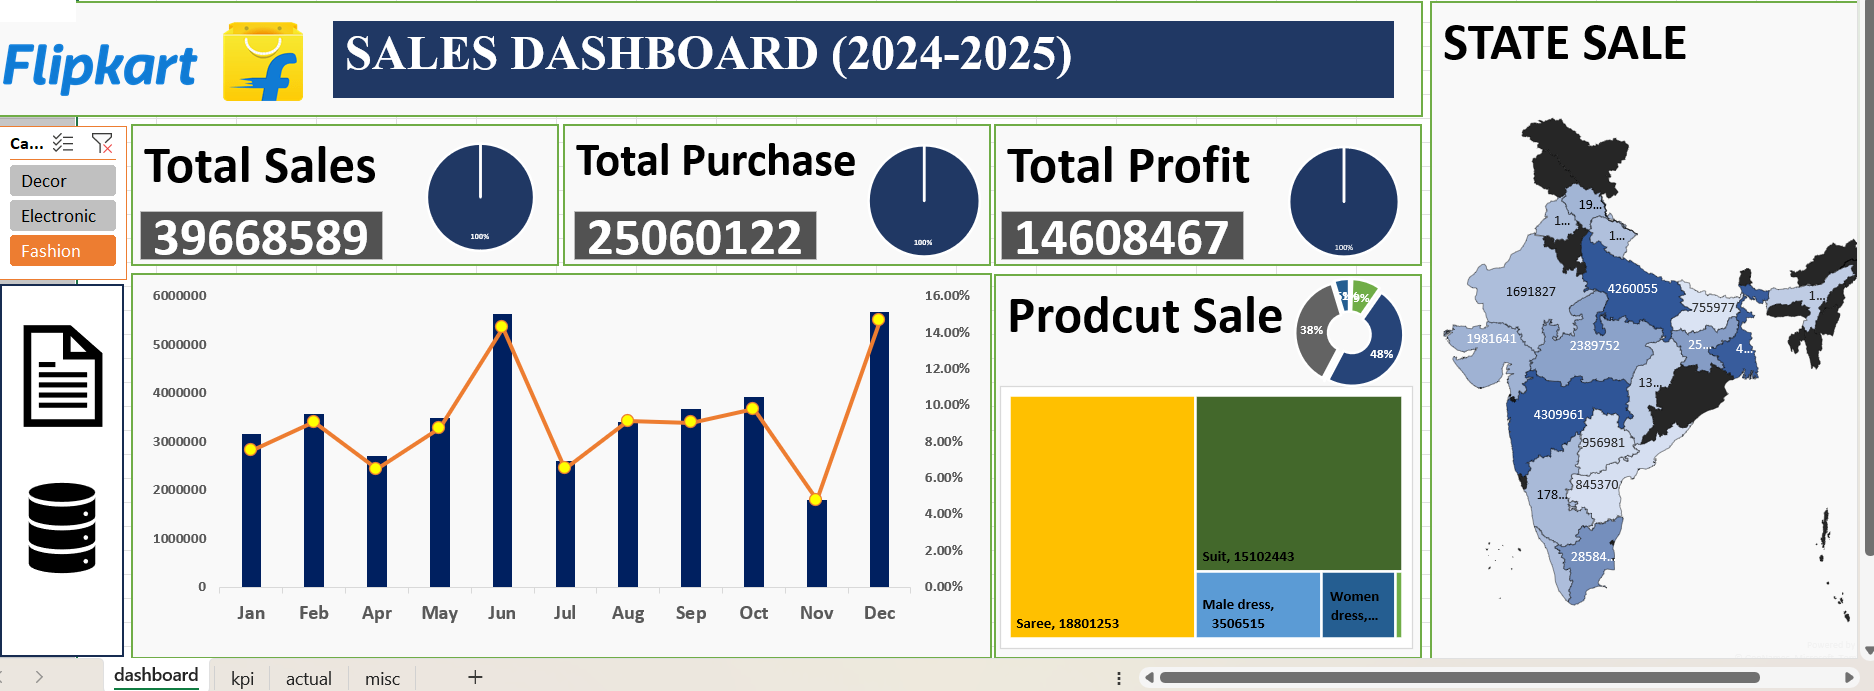 Flipkart
SALES DASHBOARD (2024-2025)
STATE SALE
Ca...
Decor
Electronic
Fashion
Total Sales
39668589
100%
Total Purchase
25060122
100%
Total Profit
14608467
100%
6000000
5000000
4000000
3000000
2000000
1000000
0
16.00%
14.00%
12.00%
10.00%
8.00%
6.00%
4.00%
2.00%
0.00%
Jan Feb Apr May Jun Jul Aug Sep Oct Nov Dec
Prodcut Sale
9%
38%
48%
Suit, 15102443
Saree, 18801253
Male dress,
3506515
Women
dress,...
19...
1...
1...
1691827
4260055
755977
1...
1981641
2389752
25...
4...
13...
4309961
956981
178...
845370
28584...
dashboard kpi actual misc